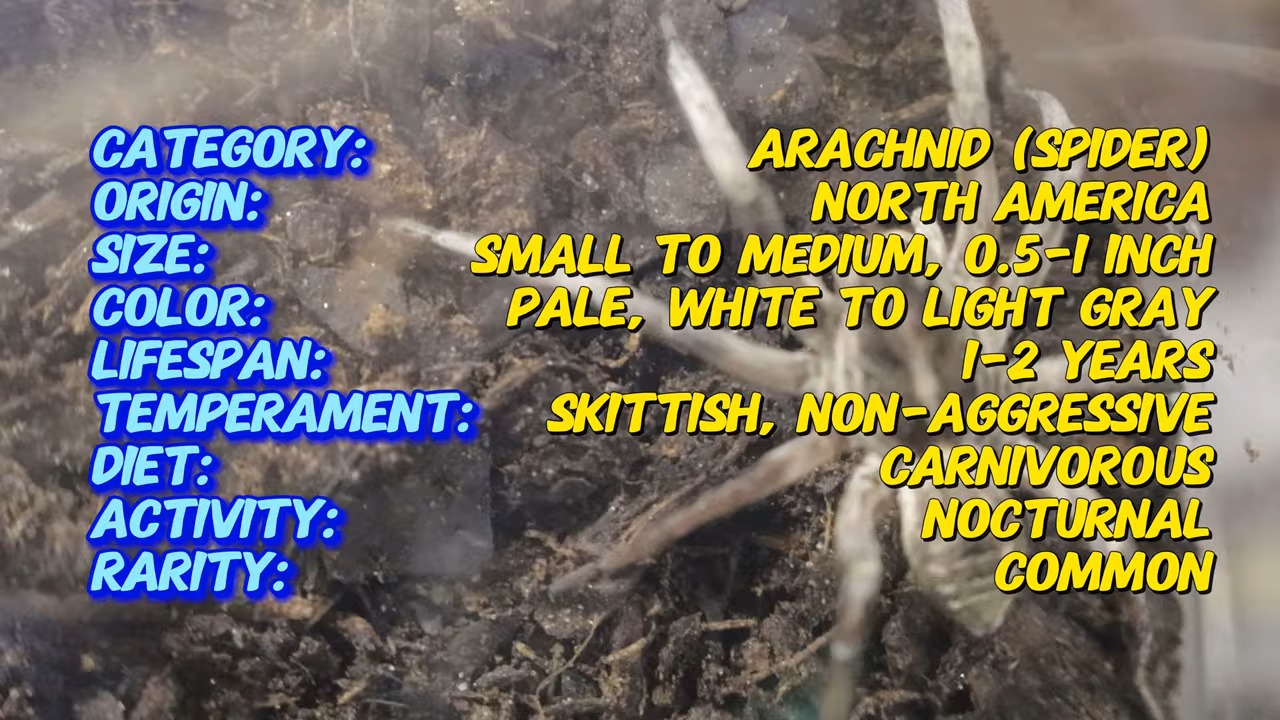 CATEGORY: ARACHNID (SPIDER)
ORIGIN: NORTH AMERICA
SIZE: SMALL TO MEDIUM, 0.5-1 INCH
COLOR: PALE, WHITE TO LIGHT GRAY
LIFESPAN: 1-2 YEARS
TEMPERAMENT: SKITTISH, NON-AGGRESSIVE
DIET: CARNIVOROUS
ACTIVITY: NOCTURNAL
RARITY: COMMON